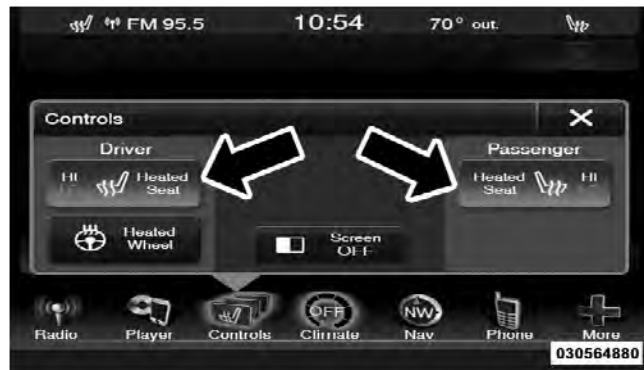 FM 95.5 10:54 70° out.
Controls X
Driver Passenger
HI Heated Seat Heated Seat HI
Heated Wheel Screen OFF
OFF NW
Radio Player Controls Climate Nav Phone More
030564880